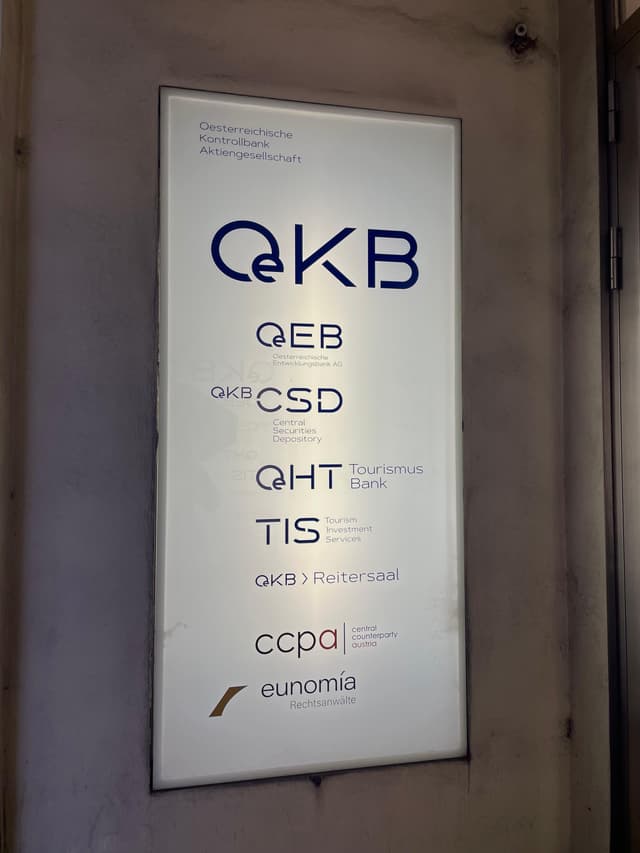 Oesterreichische
Kontrollbank
Aktiengesellschaft
OeKB
OeEB
Oesterreichische
Entwicklungsbank AG
OeKB CSD
Central
Securities
Depository
OeHT Tourismus
Bank
TIS Tourism
Investment
Services
OeKB > Reitersaal
ccpa central
counterparty
austria
eunomía
Rechtsanwälte